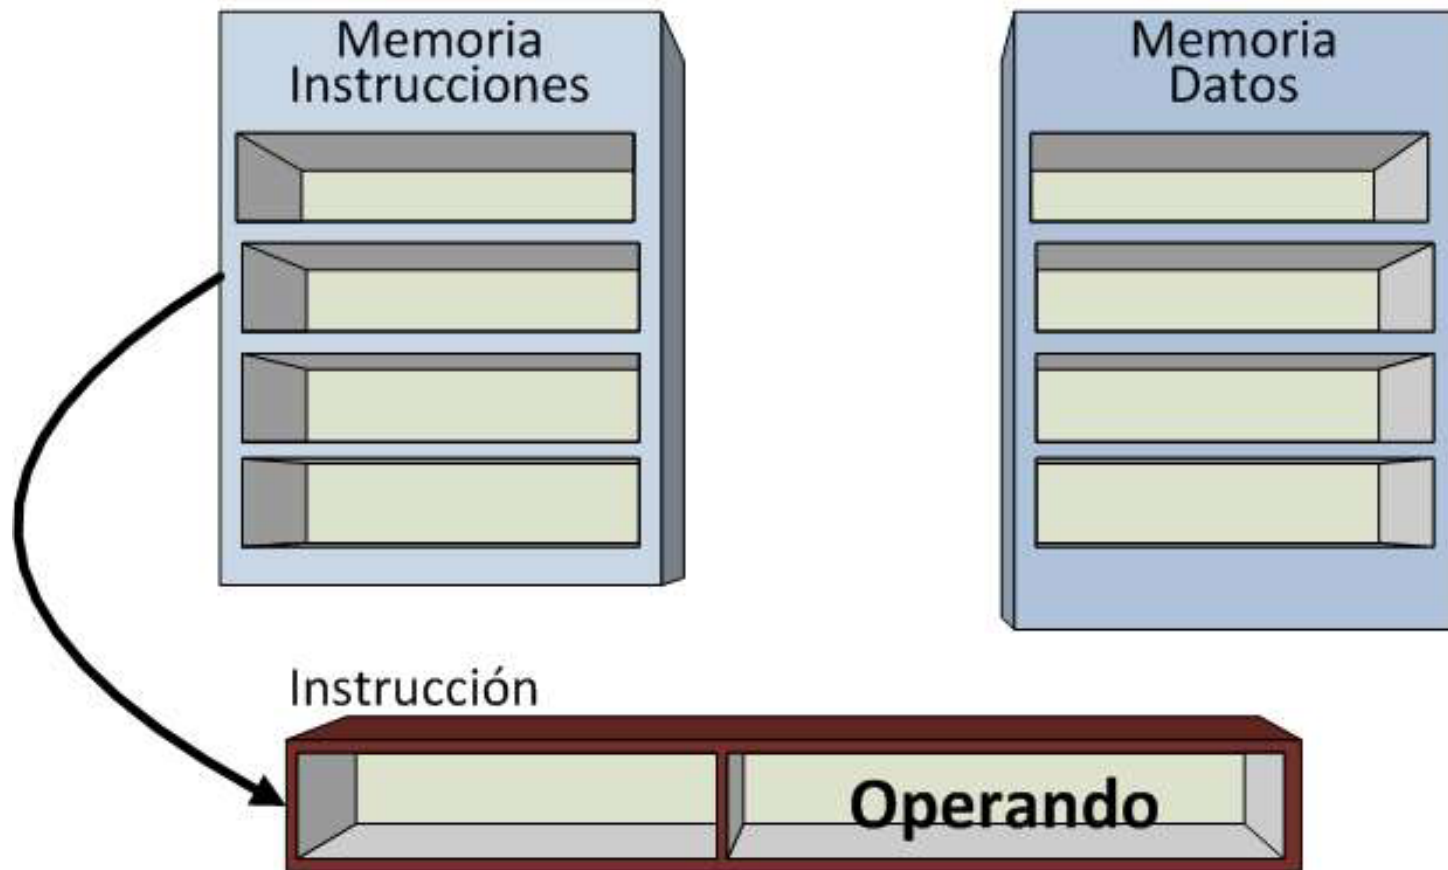 Memoria
Instrucciones
Memoria
Datos
Instrucción
Operando